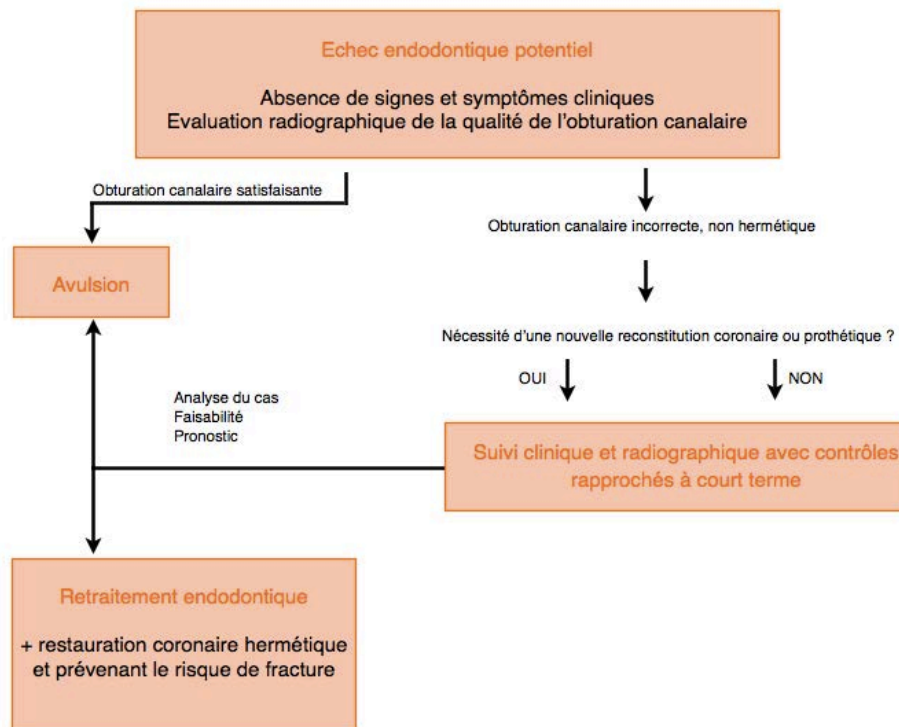 Echec endodontique potentiel
Absence de signes et symptômes cliniques
Evaluation radiographique de la qualité de l'obturation canalaire
Obturation canalaire satisfaisante
Obturation canalaire incorrecte, non hermétique
Avulsion
Nécessité d'une nouvelle reconstitution coronaire ou prothétique ?
OUI
NON
Analyse du cas
Faisabilité
Pronostic
Suivi clinique et radiographique avec contrôles
rapprochés à court terme
Retraitement endodontique
+ restauration coronaire hermétique
et prévenant le risque de fracture